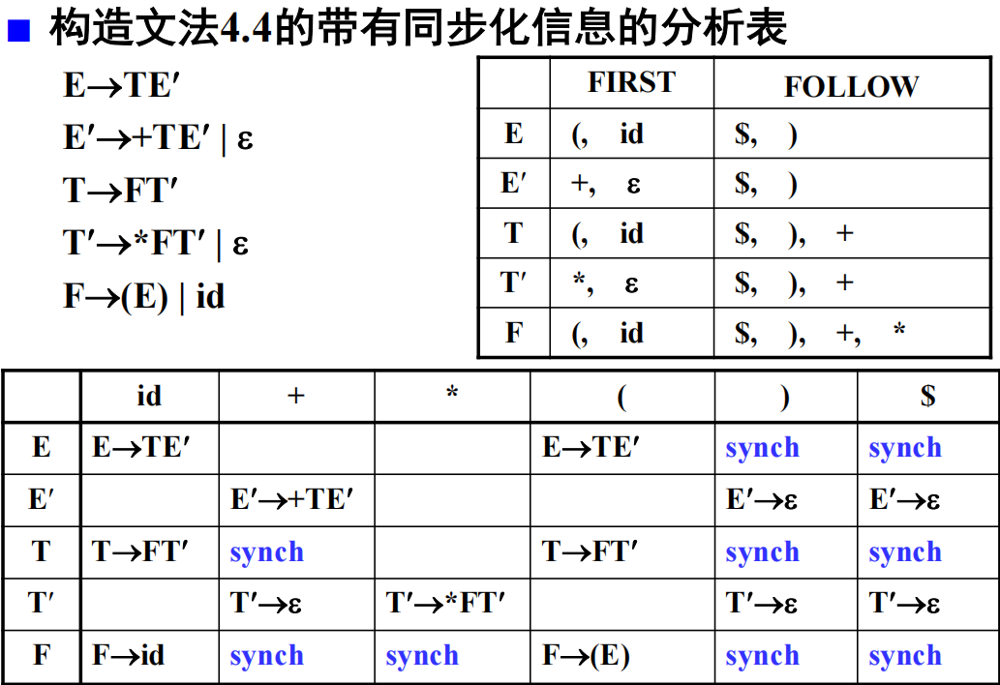 ■ 构造文法4.4的带有同步化信息的分析表
E→TE′
E′→+TE′ | ε
T→FT′
T′→*FT′ | ε
F→(E) | id
FIRST FOLLOW
E (, id $, )
E′ +, ε $, )
T (, id $, ), +
T′ *, ε $, ), +
F (, id $, ), +, *
id + * ( ) $
E E→TE′ E→TE′ synch synch
E′ E′→+TE′ E′→ε E′→ε
T T→FT′ synch T→FT′ synch synch
T′ T′→ε T′→*FT′ T′→ε T′→ε
F F→id synch synch F→(E) synch synch